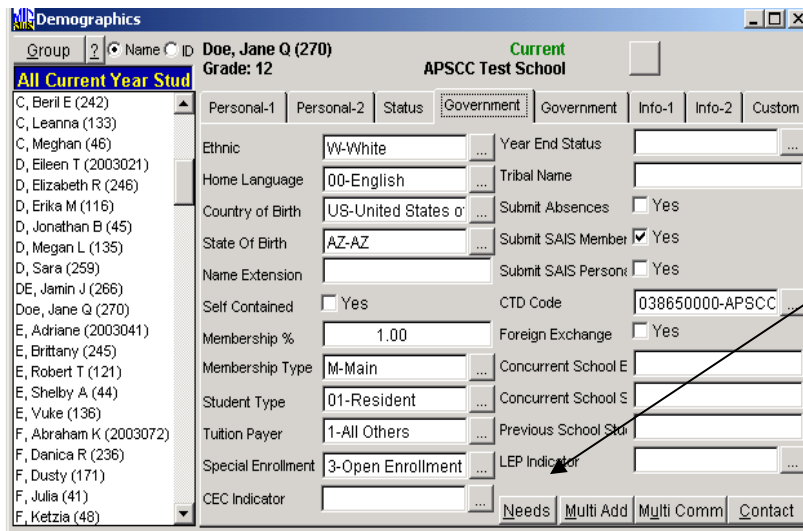 Demographics
Group ? Name ID Doe, Jane Q (270) Current
Grade: 12 APSCC Test School
All Current Year Stud
C, Beril E (242)
C, Leanna (133)
C, Meghan (46)
D, Eileen T (2003021)
D, Elizabeth R (246)
D, Erika M (116)
D, Jonathan B (45)
D, Megan L (135)
D, Sara (259)
DE, Jamin J (266)
Doe, Jane Q (270)
E, Adriane (2003041)
E, Brittany (245)
E, Robert T (121)
E, Shelby A (44)
E, Vuke (136)
F, Abraham K (2003072)
F, Danica R (236)
F, Dusty (171)
F, Julia (41)
F, Ketzia (48)
Personal-1 Personal-2 Status Government Government Info-1 Info-2 Custom
Ethnic W-White ...
Home Language 00-English ...
Country of Birth US-United States o ...
State Of Birth AZ-AZ ...
Name Extension
Self Contained Yes
Membership % 1.00
Membership Type M-Main ...
Student Type 01-Resident ...
Tuition Payer 1-All Others ...
Special Enrollment 3-Open Enrollment ...
CEC Indicator ...
Year End Status ...
Tribal Name
Submit Absences Yes
Submit SAIS Member Yes
Submit SAIS Persona Yes
CTD Code 038650000-APSCC ...
Foreign Exchange Yes
Concurrent School E
Concurrent School S
Previous School Stu
LEP Indicator ...
Needs Multi Add Multi Comm Contact